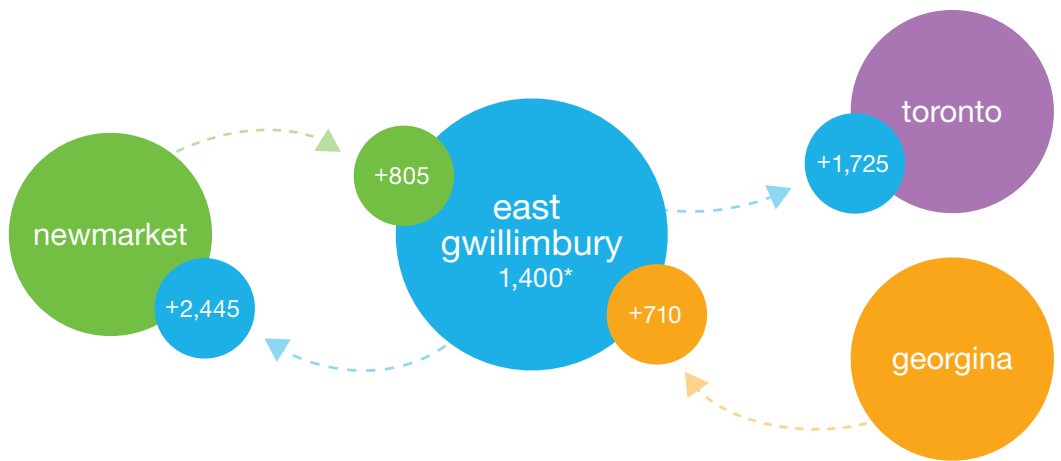 newmarket
+2,445
+805
east
gwillimbury
1,400*
+710
toronto
+1,725
georgina